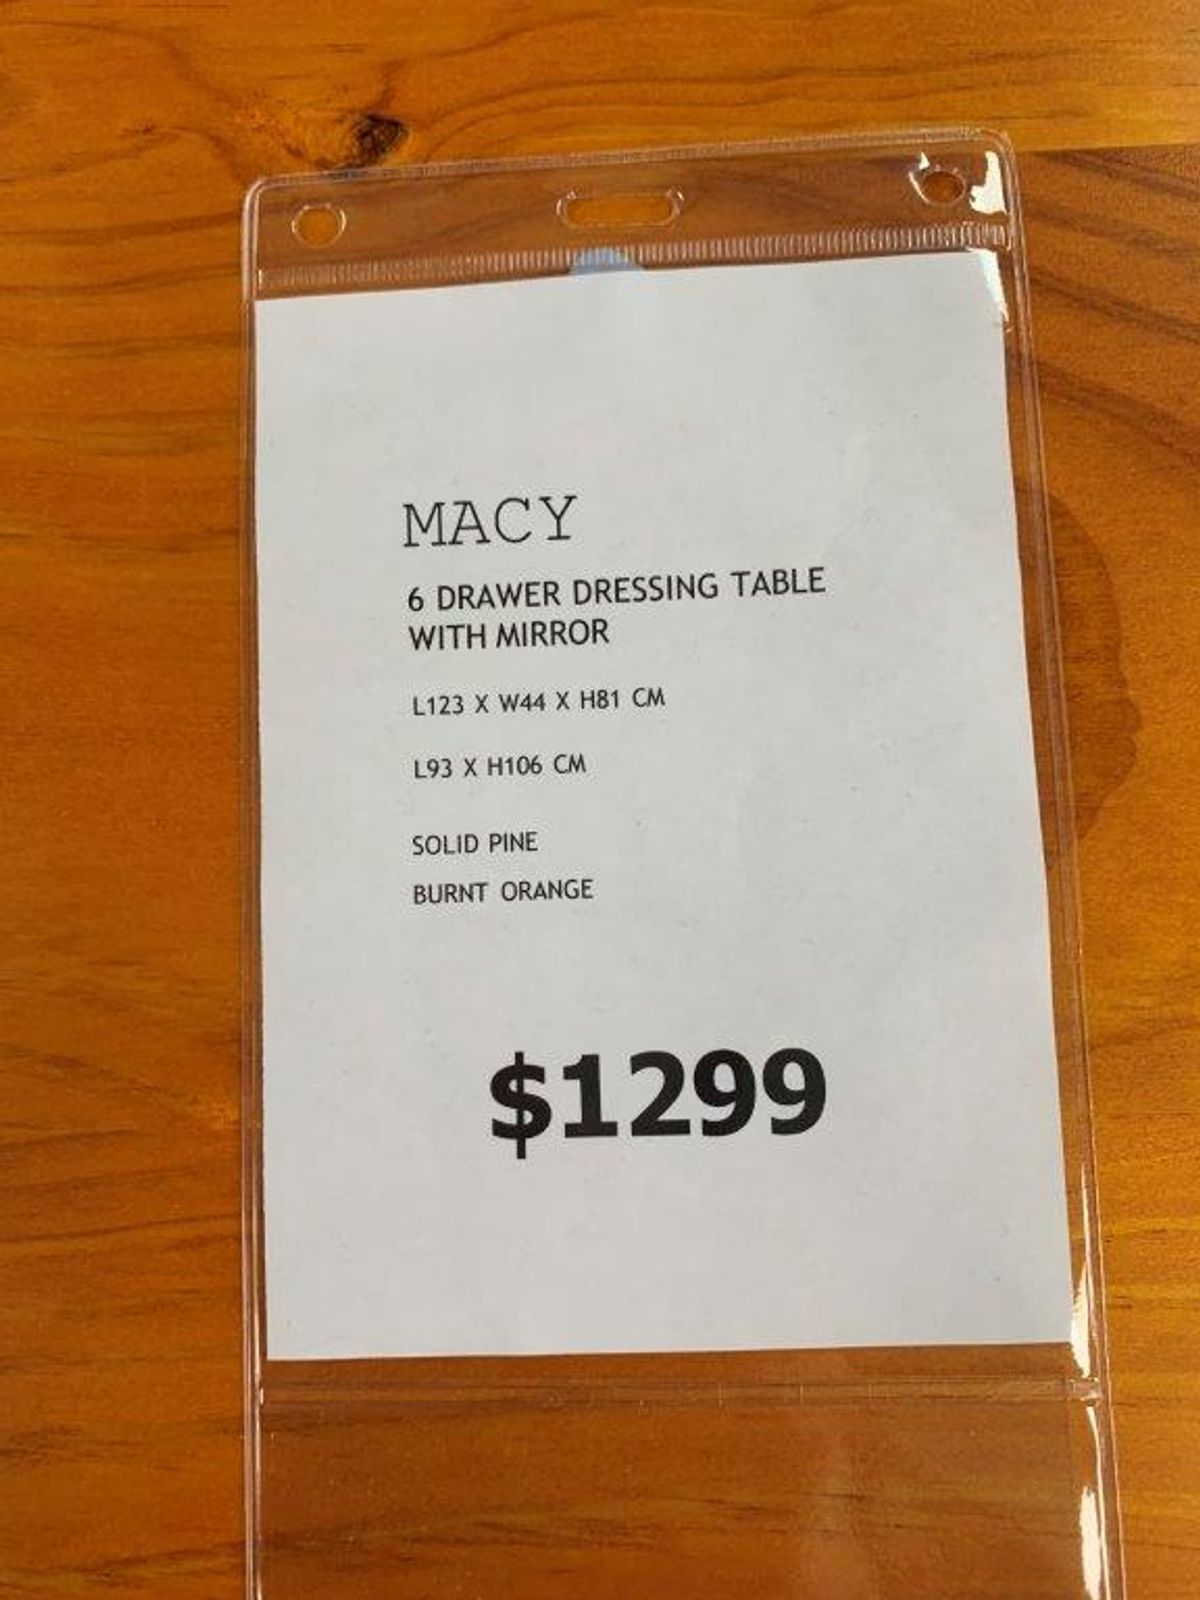 MACY
6 DRAWER DRESSING TABLE
WITH MIRROR
L123 X W44 X H81 CM
L93 X H106 CM
SOLID PINE
BURNT ORANGE
$1299